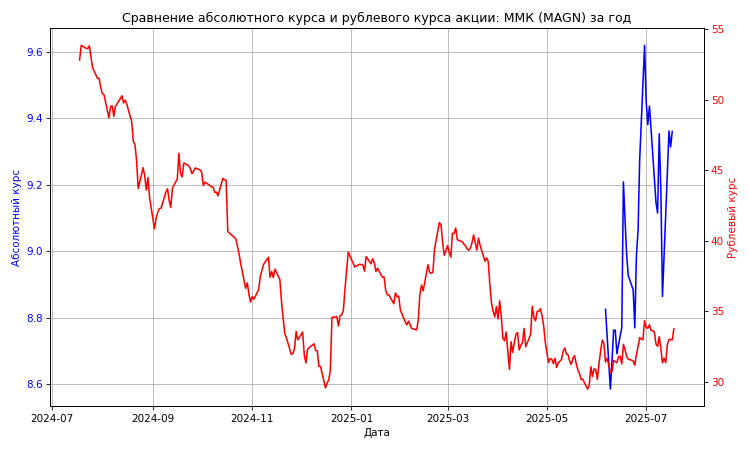 Сравнение абсолютного курса и рублевого курса акции: ММК (MAGN) за год
Абсолютный курс
9.6
9.4
9.2
9.0
8.8
8.6
55
50
45
40
35
30
Рублевый курс
2024-07 2024-09 2024-11 2025-01 2025-03 2025-05 2025-07
Дата